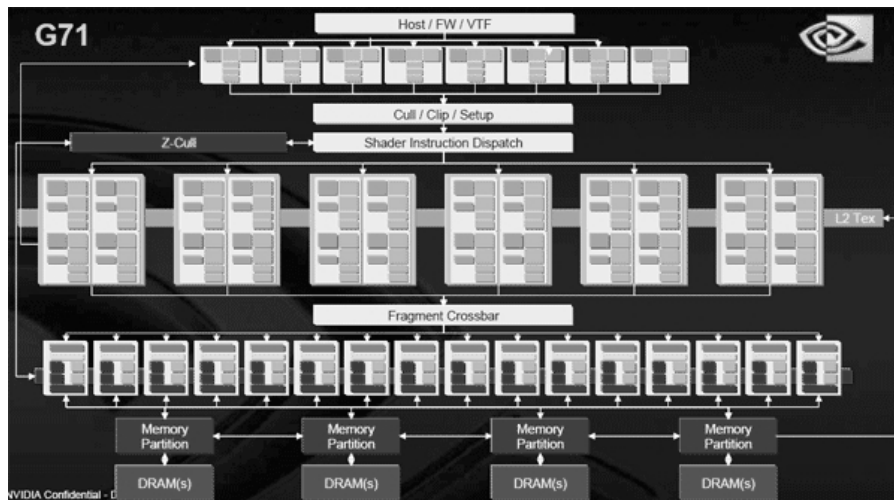 G71
Host / FW / VTF
Cull / Clip / Setup
Z-Cull
Shader Instruction Dispatch
L2 Tex
Fragment Crossbar
Memory
Partition
Memory
Partition
Memory
Partition
Memory
Partition
DRAM(s)
DRAM(s)
DRAM(s)
DRAM(s)
NVIDIA Confidential - D